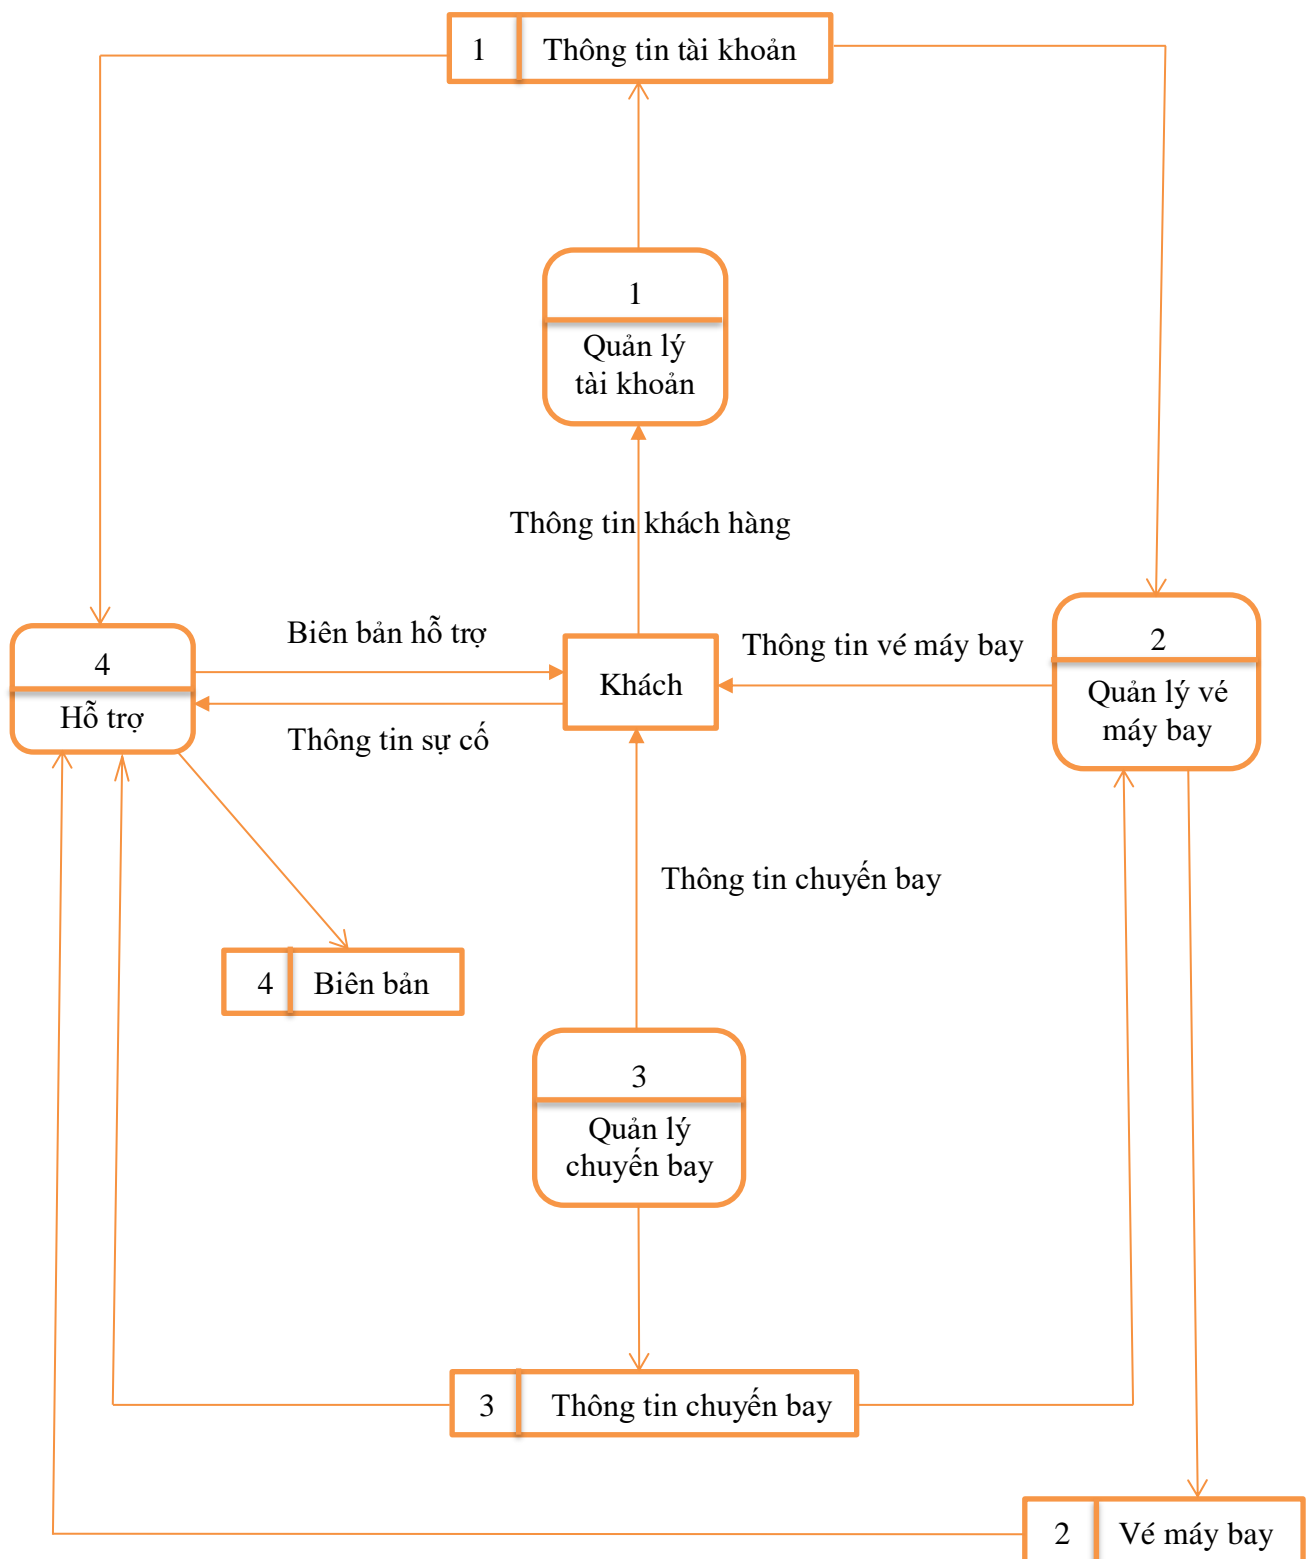 1 Thông tin tài khoản
1
Quản lý
tài khoản
Thông tin khách hàng
Biên bản hỗ trợ
Thông tin vé máy bay
2
4
Khách
Quản lý vé
máy bay
Hỗ trợ
Thông tin sự cố
Thông tin chuyến bay
4 Biên bản
3
Quản lý
chuyến bay
3 Thông tin chuyến bay
2 Vé máy bay